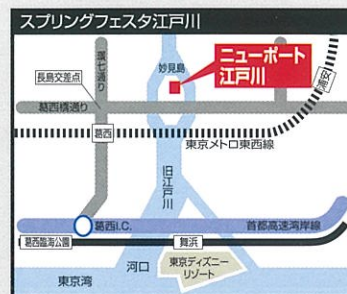 スプリングフェスタ江戸川
環七通り
妙見島
ニューポート
江戸川
長島交差点
葛西橋通り
浦安
葛西
東京メトロ東西線
旧江戸川
葛西I.C.
首都高速湾岸線
葛西臨海公園
舞浜
河口
東京ディズニー
リゾート
東京湾